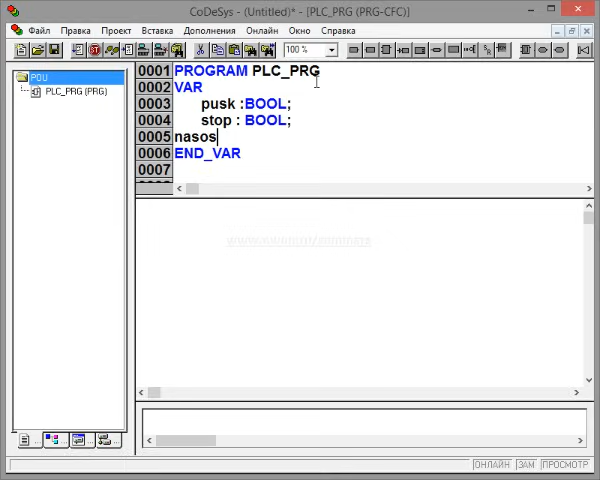 CoDeSys - (Untitled)* - [PLC_PRG (PRG-CFC)]
Файл Правка Проект Вставка Дополнения Онлайн Окно Справка
100 %
POU
PLC_PRG (PRG)
0001 PROGRAM PLC_PRG
0002 VAR
0003 pusk :BOOL;
0004 stop : BOOL;
0005 nasos
0006 END_VAR
0007
ОНЛАЙН ЗАМ ПРОСМОТР